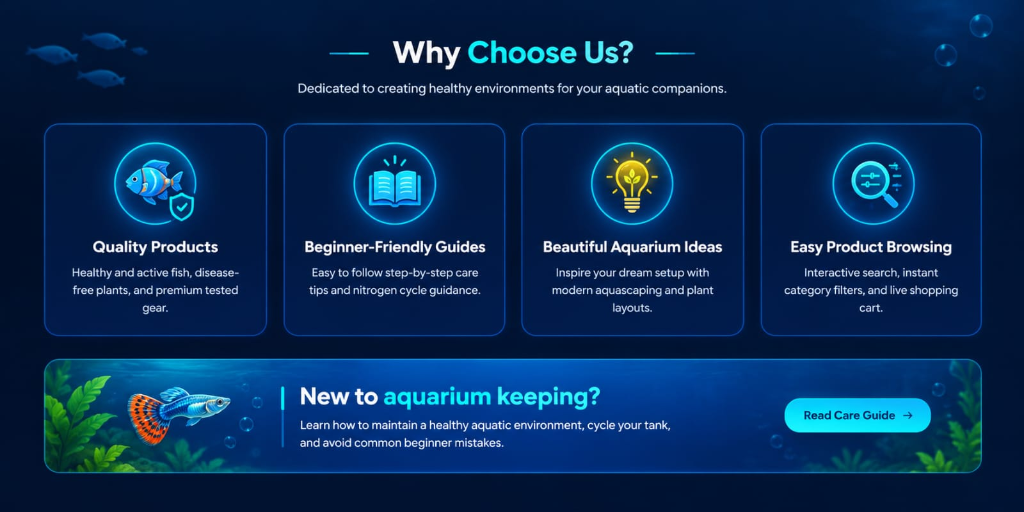 Why Choose Us?
Dedicated to creating healthy environments for your aquatic companions.
Quality Products
Healthy and active fish, disease-
free plants, and premium tested
gear.
Beginner-Friendly Guides
Easy to follow step-by-step care
tips and nitrogen cycle guidance.
Beautiful Aquarium Ideas
Inspire your dream setup with
modern aquascaping and plant
layouts.
Easy Product Browsing
Interactive search, instant
category filters, and live shopping
cart.
New to aquarium keeping?
Learn how to maintain a healthy aquatic environment, cycle your tank,
and avoid common beginner mistakes.
Read Care Guide →